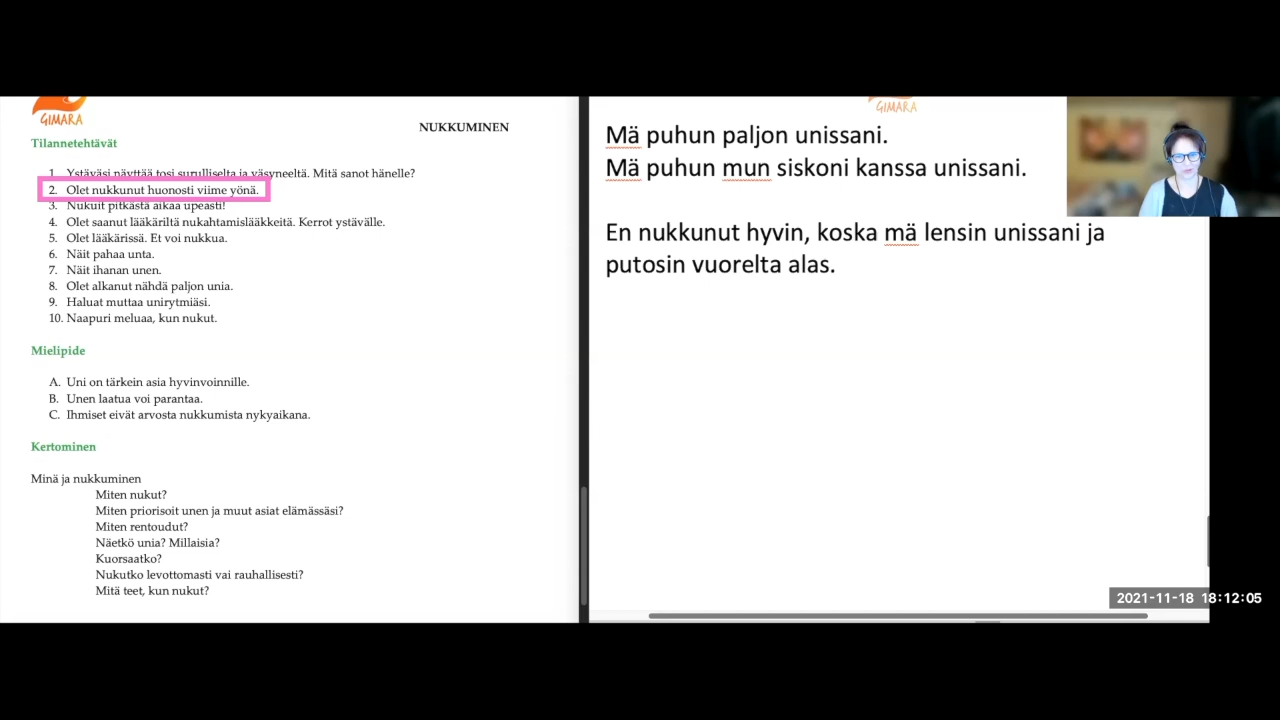 GIMARA
NUKKUMINEN
Tilannetehtävät
1. Ystäväsi näyttää tosi surulliselta ja väsyneeltä. Mitä sanot hänelle?
2. Olet nukkunut huonosti viime yönä.
3. Nukuit pitkästä aikaa upeasti!
4. Olet saanut lääkäriltä nukahtamislääkkeitä. Kerrot ystävälle.
5. Olet lääkärissä. Et voi nukkua.
6. Näit pahaa unta.
7. Näit ihanan unen.
8. Olet alkanut nähdä paljon unia.
9. Haluat muttaa unirytmiäsi.
10. Naapuri meluaa, kun nukut.
Mielipide
A. Uni on tärkein asia hyvinvoinnille.
B. Unen laatua voi parantaa.
C. Ihmiset eivät arvosta nukkumista nykyaikana.
Kertominen
Minä ja nukkuminen
Miten nukut?
Miten priorisoit unen ja muut asiat elämässäsi?
Miten rentoudut?
Näetkö unia? Millaisia?
Kuorsaatko?
Nukutko levottomasti vai rauhallisesti?
Mitä teet, kun nukut?
GIMARA
Mä puhun paljon unissani.
Mä puhun mun siskoni kanssa unissani.
En nukkunut hyvin, koska mä lensin unissani ja
putosin vuorelta alas.
2021-11-18 18:12:05